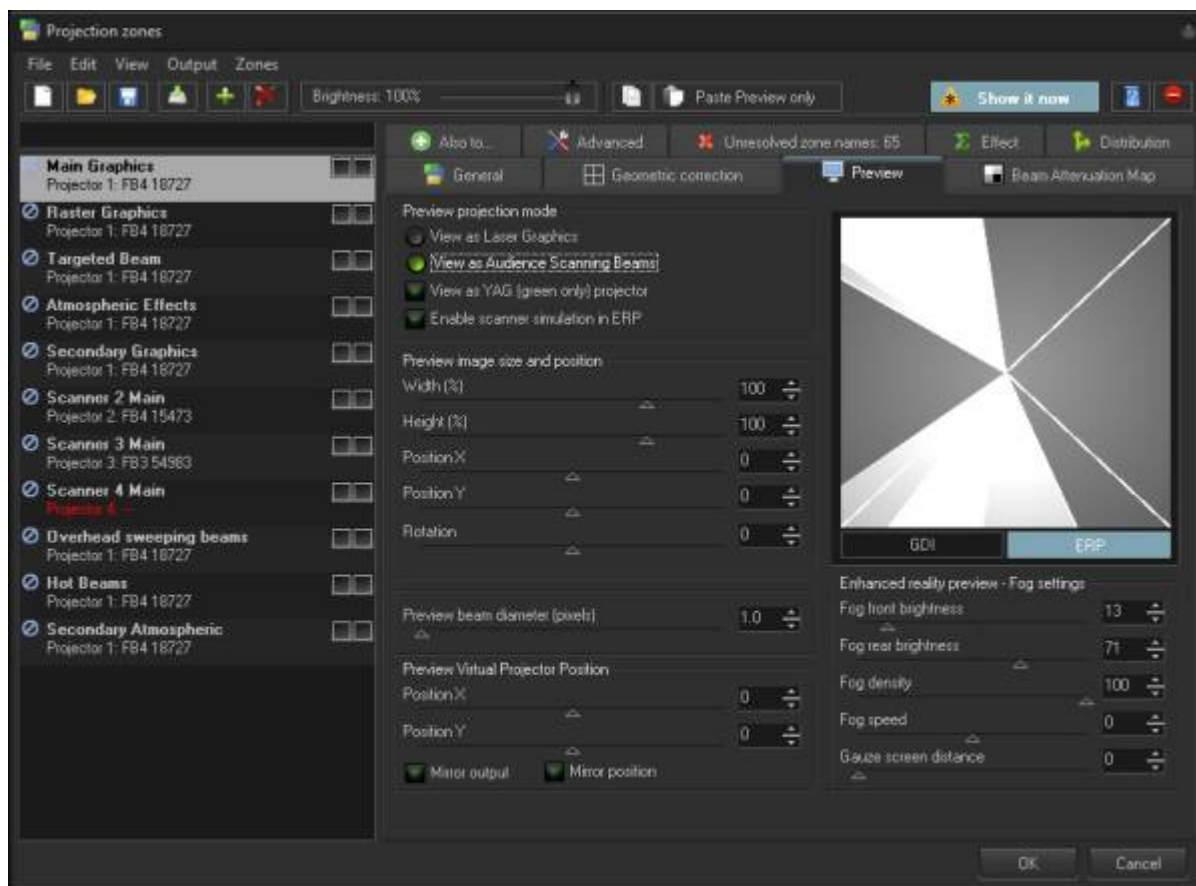 Projection zones
File Edit View Output Zones
Brightness: 100%
Paste Preview only
Show it now
Also to...
Advanced
Unresolved zone names: 65
Effect
Distribution
General
Geometric correction
Preview
Beam Attenuation Map
Main Graphics
Projector 1: FB4 18727
Raster Graphics
Projector 1: FB4 18727
Targeted Beam
Projector 1: FB4 18727
Atmospheric Effects
Projector 1: FB4 18727
Secondary Graphics
Projector 1: FB4 18727
Scanner 2 Main
Projector 2: FB4 15473
Scanner 3 Main
Projector 3: FB3 54983
Scanner 4 Main
Projector 4: --
Overhead sweeping beams
Projector 1: FB4 18727
Hot Beams
Projector 1: FB4 18727
Secondary Atmospheric
Projector 1: FB4 18727
Preview projection mode
View as Laser Graphics
View as Audience Scanning Beams
View as YAG (green only) projector
Enable scanner simulation in ERP
Preview image size and position
Width (%) 100
Height (%) 100
Position X 0
Position Y 0
Rotation 0
Preview beam diameter (pixels) 1.0
Preview Virtual Projector Position
Position X 0
Position Y 0
Mirror output
Mirror position
GDI
ERP
Enhanced reality preview - Fog settings
Fog front brightness 13
Fog rear brightness 71
Fog density 100
Fog speed 0
Gauze screen distance 0
OK
Cancel